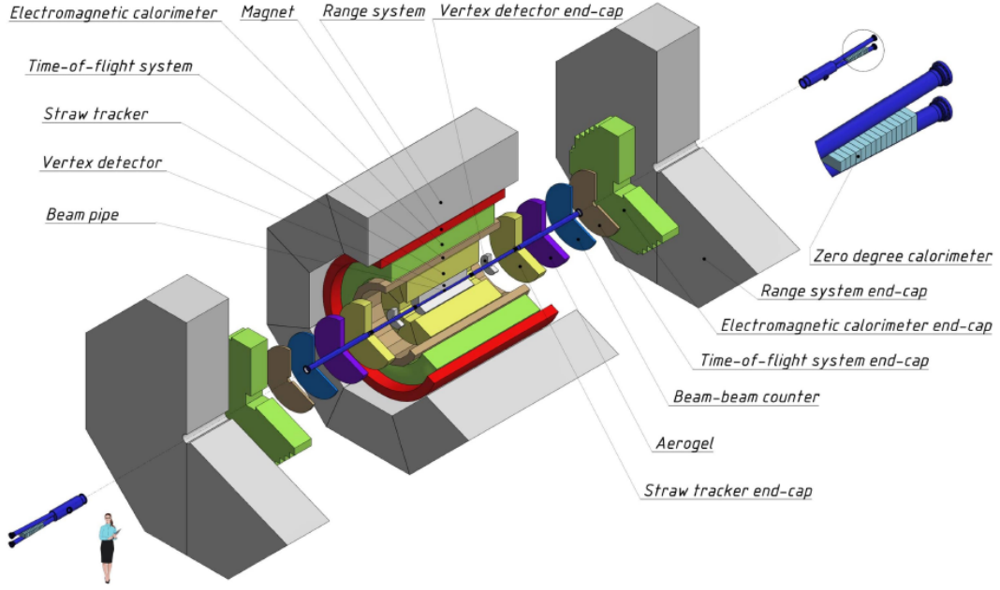 Electromagnetic calorimeter
Magnet
Range system
Vertex detector end-cap
Time-of-flight system
Straw tracker
Vertex detector
Beam pipe
Zero degree calorimeter
Range system end-cap
Electromagnetic calorimeter end-cap
Time-of-flight system end-cap
Beam-beam counter
Aerogel
Straw tracker end-cap